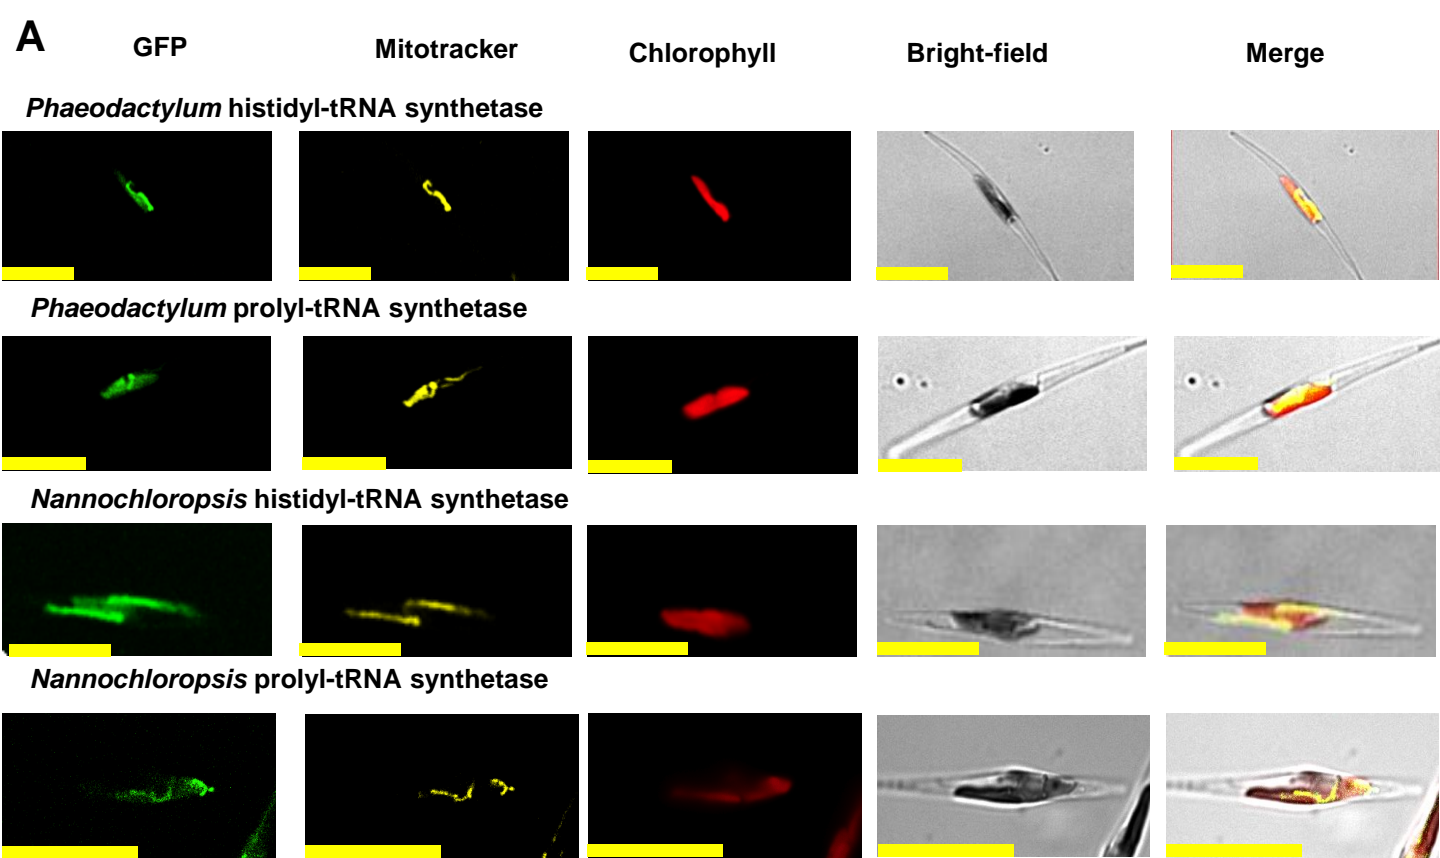 A
GFP Mitotracker Chlorophyll Bright-field Merge
Phaeodactylum histidyl-tRNA synthetase
Phaeodactylum prolyl-tRNA synthetase
Nannochloropsis histidyl-tRNA synthetase
Nannochloropsis prolyl-tRNA synthetase